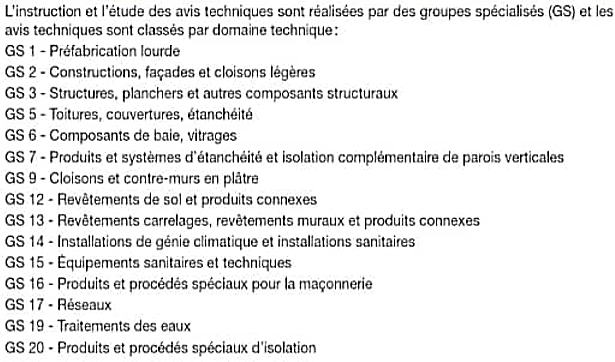 L'instruction et l'étude des avis techniques sont réalisées par des groupes spécialisés (GS) et les
avis techniques sont classés par domaine technique:
GS 1 - Préfabrication lourde
GS 2 - Constructions, façades et cloisons légères
GS 3 - Structures, planchers et autres composants structuraux
GS 5 - Toitures, couvertures, étanchéité
GS 6 - Composants de baie, vitrages
GS 7 - Produits et systèmes d'étanchéité et isolation complémentaire de parois verticales
GS 9 - Cloisons et contre-murs en plâtre
GS 12 - Revêtements de sol et produits connexes
GS 13 - Revêtements carrelages, revêtements muraux et produits connexes
GS 14 - Installations de génie climatique et installations sanitaires
GS 15 - Équipements sanitaires et techniques
GS 16 - Produits et procédés spéciaux pour la maçonnerie
GS 17 - Réseaux
GS 19 - Traitements des eaux
GS 20 - Produits et procédés spéciaux d'isolation